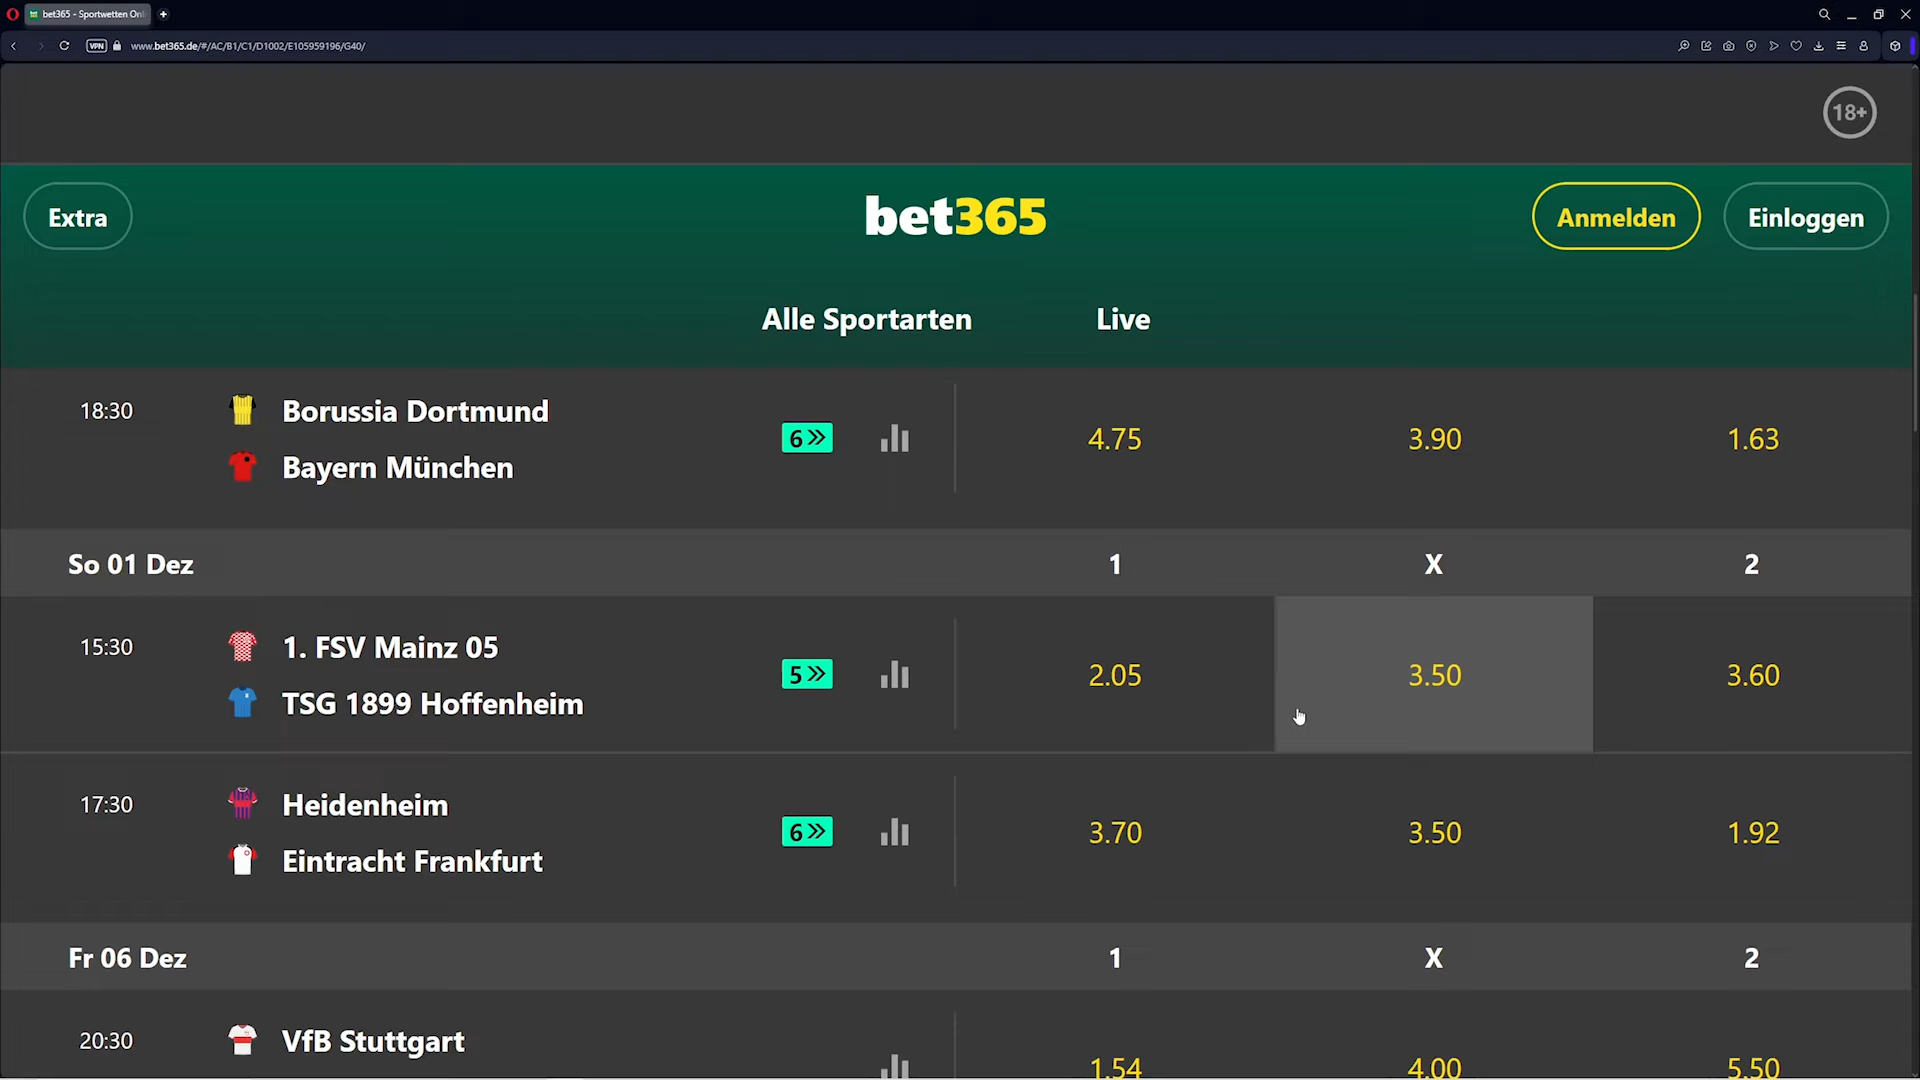 bet365 - Sportwetten Onl
VPN
www.bet365.de/#/AC/B1/C1/D1002/E105959196/G40/
18+
Extra
bet365
Anmelden
Einloggen
Alle Sportarten
Live
18:30
Borussia Dortmund
Bayern München
6
4.75
3.90
1.63
So 01 Dez
1
X
2
15:30
1. FSV Mainz 05
TSG 1899 Hoffenheim
5
2.05
3.50
3.60
17:30
Heidenheim
Eintracht Frankfurt
6
3.70
3.50
1.92
Fr 06 Dez
1
X
2
20:30
VfB Stuttgart
1.54
4.00
5.50